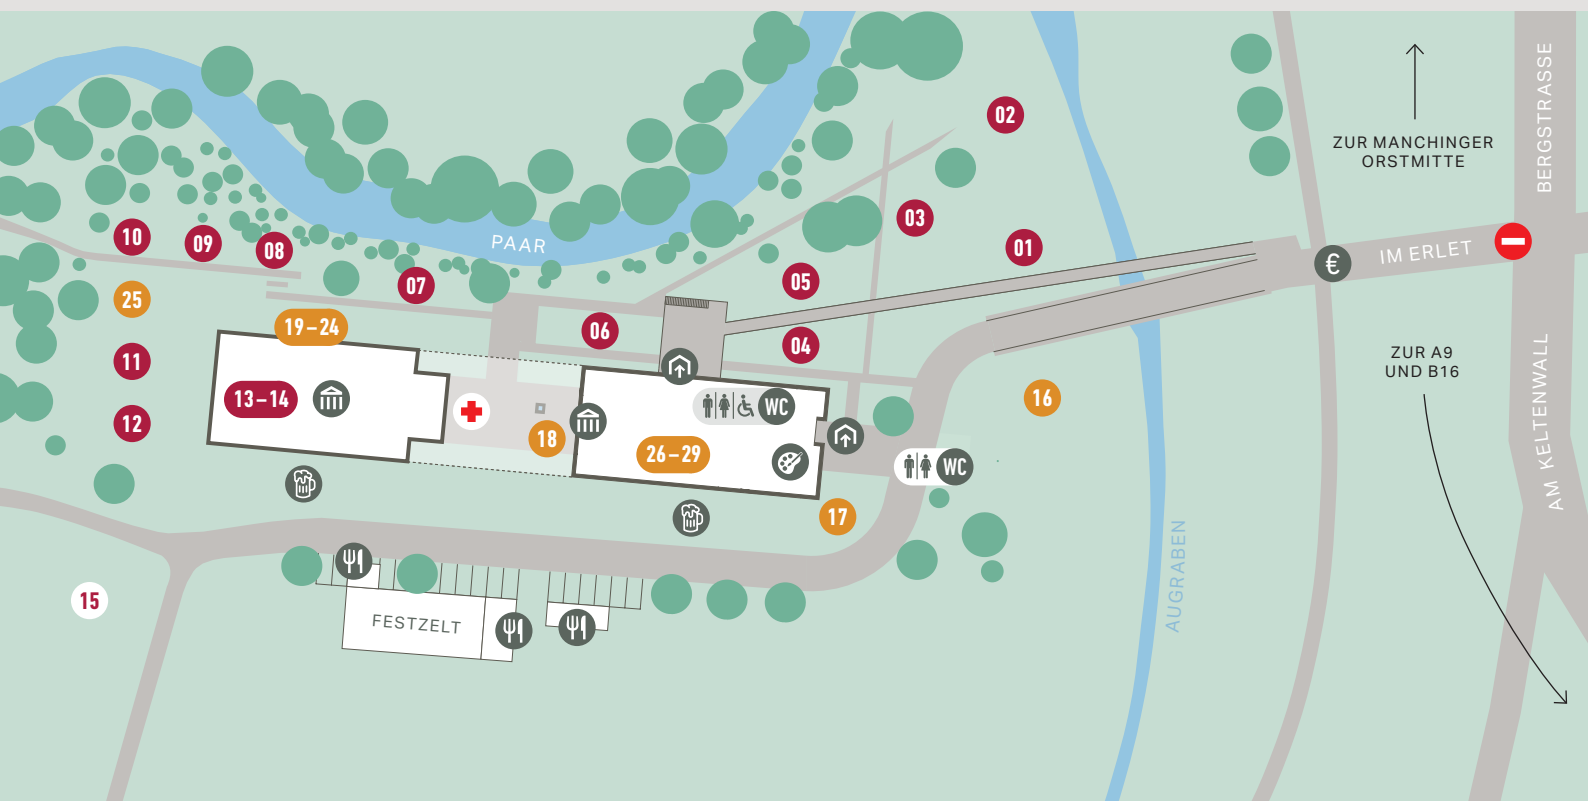 02
BERGSTRASSE
ZUR MANCHINGER
ORSTMITTE
10
09
08
PAAR
03
01
IM ERLET
€
07
05
25
19–24
06
04
ZUR A9
UND B16
11
13–14
WC
16
12
18
26–29
WC
17
AM KELTENWALL
AUGRABEN
15
FESTZELT